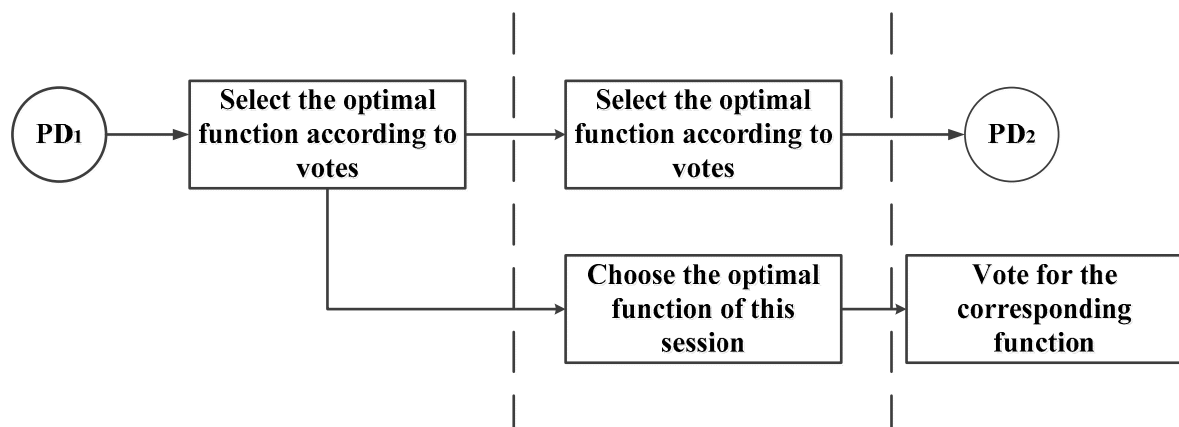 PD1
Select the optimal
function according to
votes
Select the optimal
function according to
votes
PD2
Choose the optimal
function of this
session
Vote for the
corresponding
function